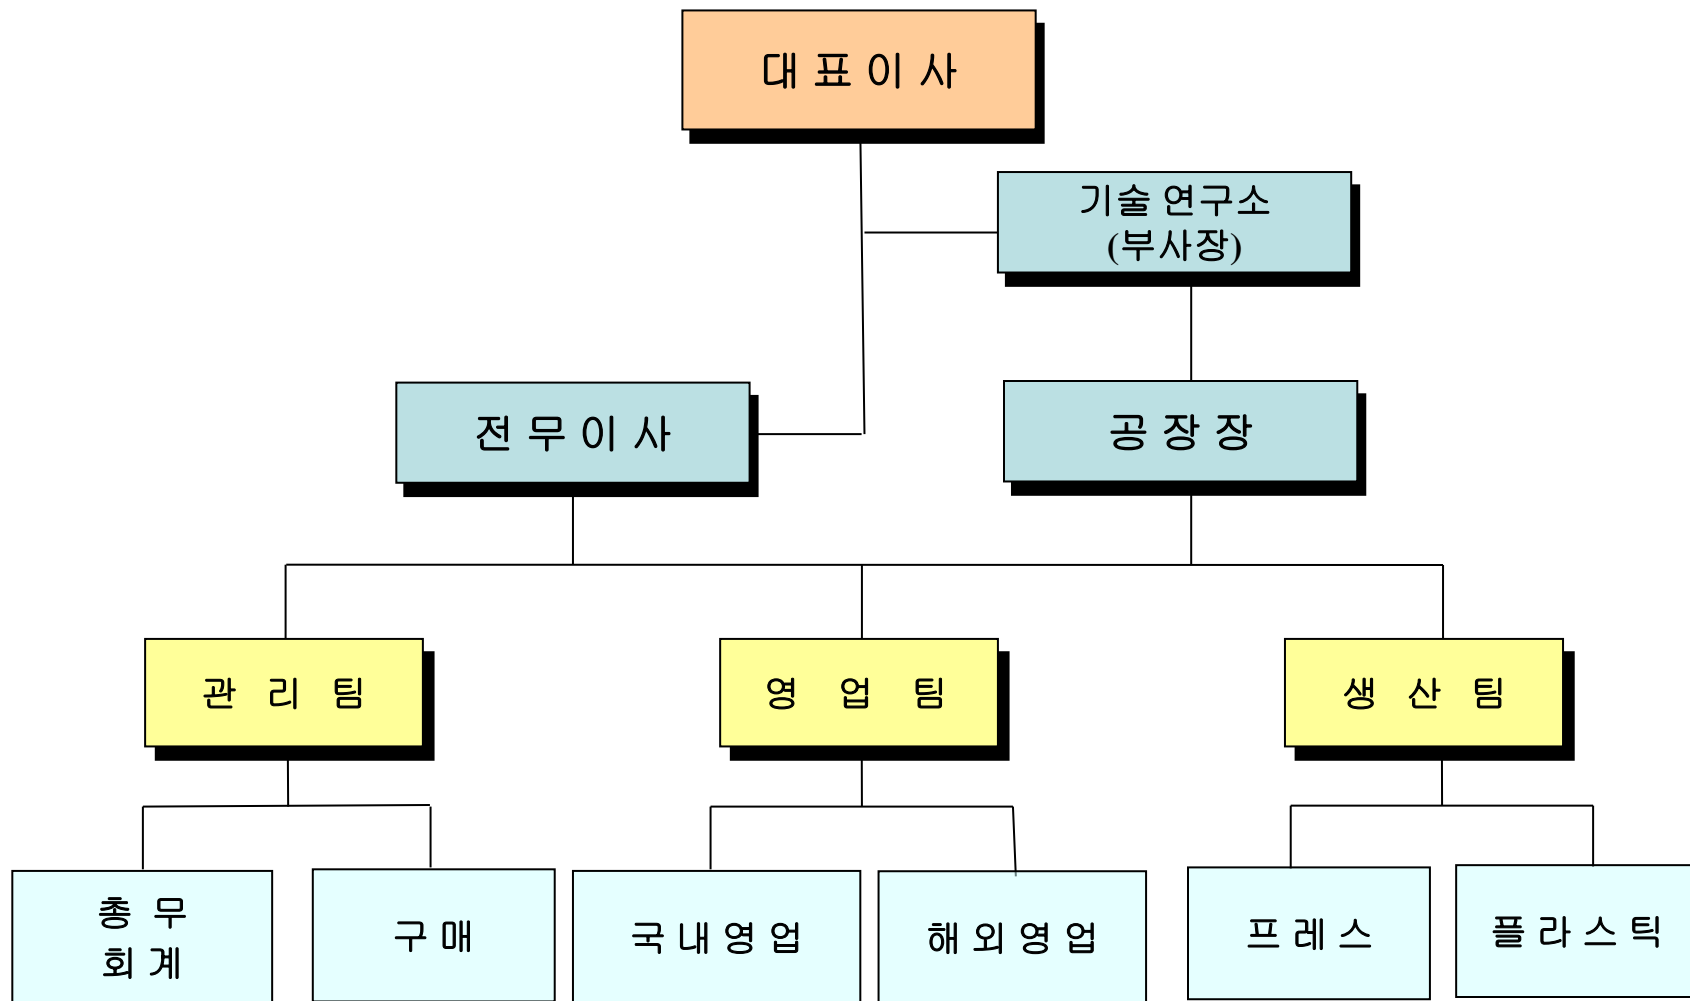 대표이사
기술 연구소
(부사장)
전무이사
공장장
관 리 팀
영 업 팀
생 산 팀
총 무
회 계
구 매
국내영업
해외영업
프레스
플라스틱